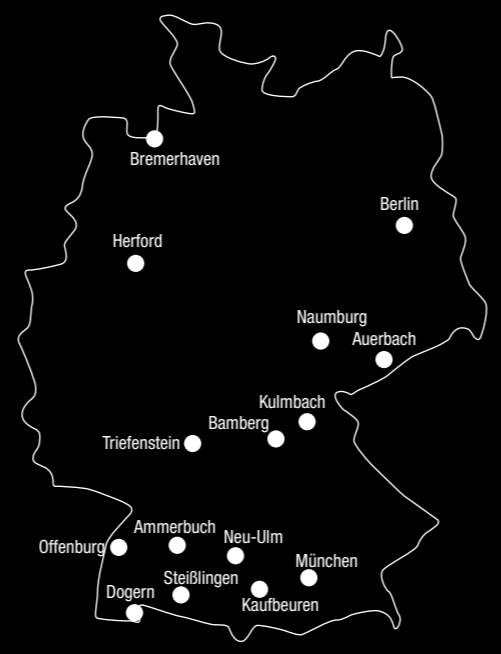 Bremerhaven
Berlin
Herford
Naumburg
Auerbach
Kulmbach
Bamberg
Triefenstein
Ammerbuch
Neu-Ulm
Offenburg
München
Steißlingen
Dogern
Kaufbeuren